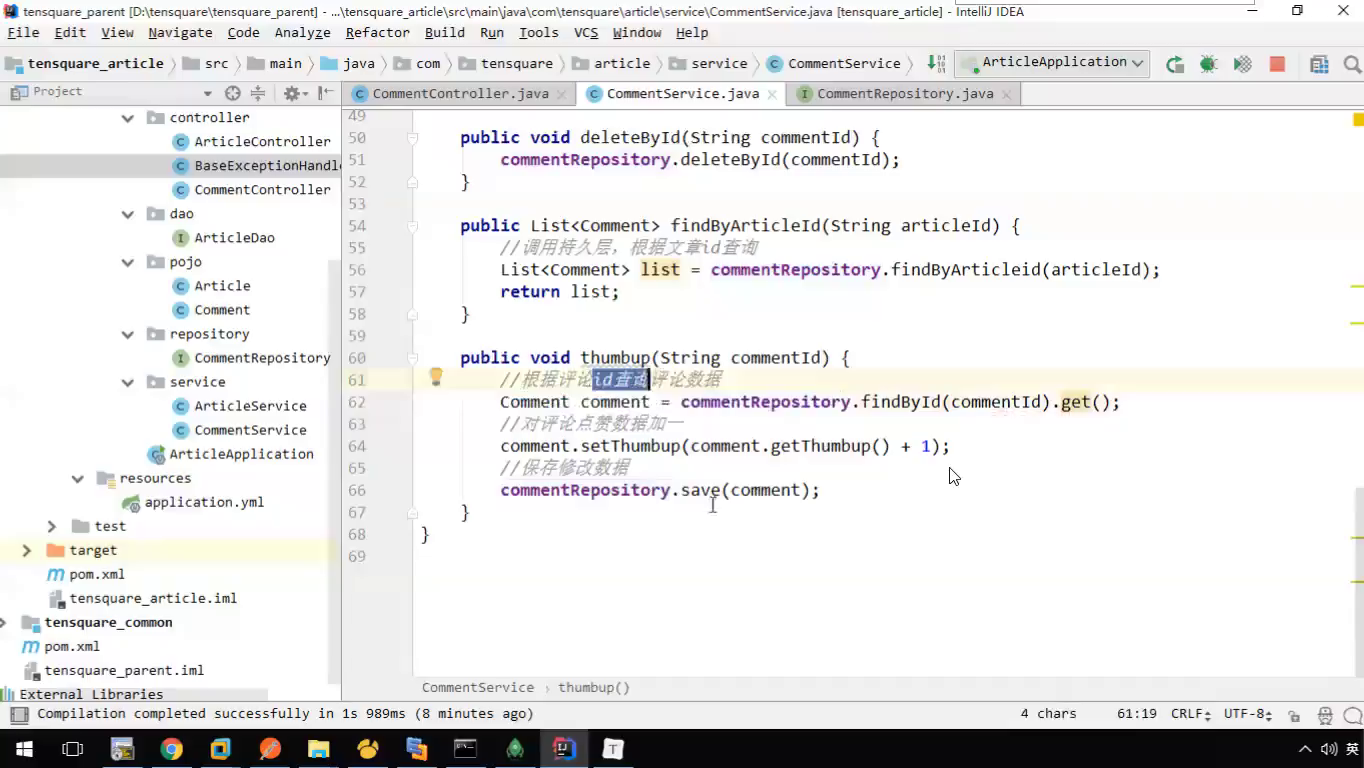 tensquare_parent [D:\tensquare\tensquare_parent] - ...\tensquare_article\src\main\java\com\tensquare\article\service\CommentService.java [tensquare_article] - IntelliJ IDEA
File Edit View Navigate Code Analyze Refactor Build Run Tools VCS Window Help
tensquare_article src main java com tensquare article service CommentService ArticleApplication
Project
CommentController.java CommentService.java CommentRepository.java
controller
ArticleController
BaseExceptionHandle
CommentController
dao
ArticleDao
pojo
Article
Comment
repository
CommentRepository
service
ArticleService
CommentService
ArticleApplication
resources
application.yml
test
target
pom.xml
tensquare_article.iml
tensquare_common
pom.xml
tensquare_parent.iml
External Libraries
49
50 public void deleteById(String commentId) {
51 commentRepository.deleteById(commentId);
52 }
53
54 public List<Comment> findByArticleId(String articleId) {
55 //调用持久层，根据文章id查询
56 List<Comment> list = commentRepository.findByArticleid(articleId);
57 return list;
58 }
59
60 public void thumbup(String commentId) {
61 //根据评论id查询评论数据
62 Comment comment = commentRepository.findById(commentId).get();
63 //对评论点赞数据加一
64 comment.setThumbup(comment.getThumbup() + 1);
65 //保存修改数据
66 commentRepository.save(comment);
67 }
68 }
69
CommentService › thumbup()
Compilation completed successfully in 1s 989ms (8 minutes ago) 4 chars 61:19 CRLF UTF-8
英